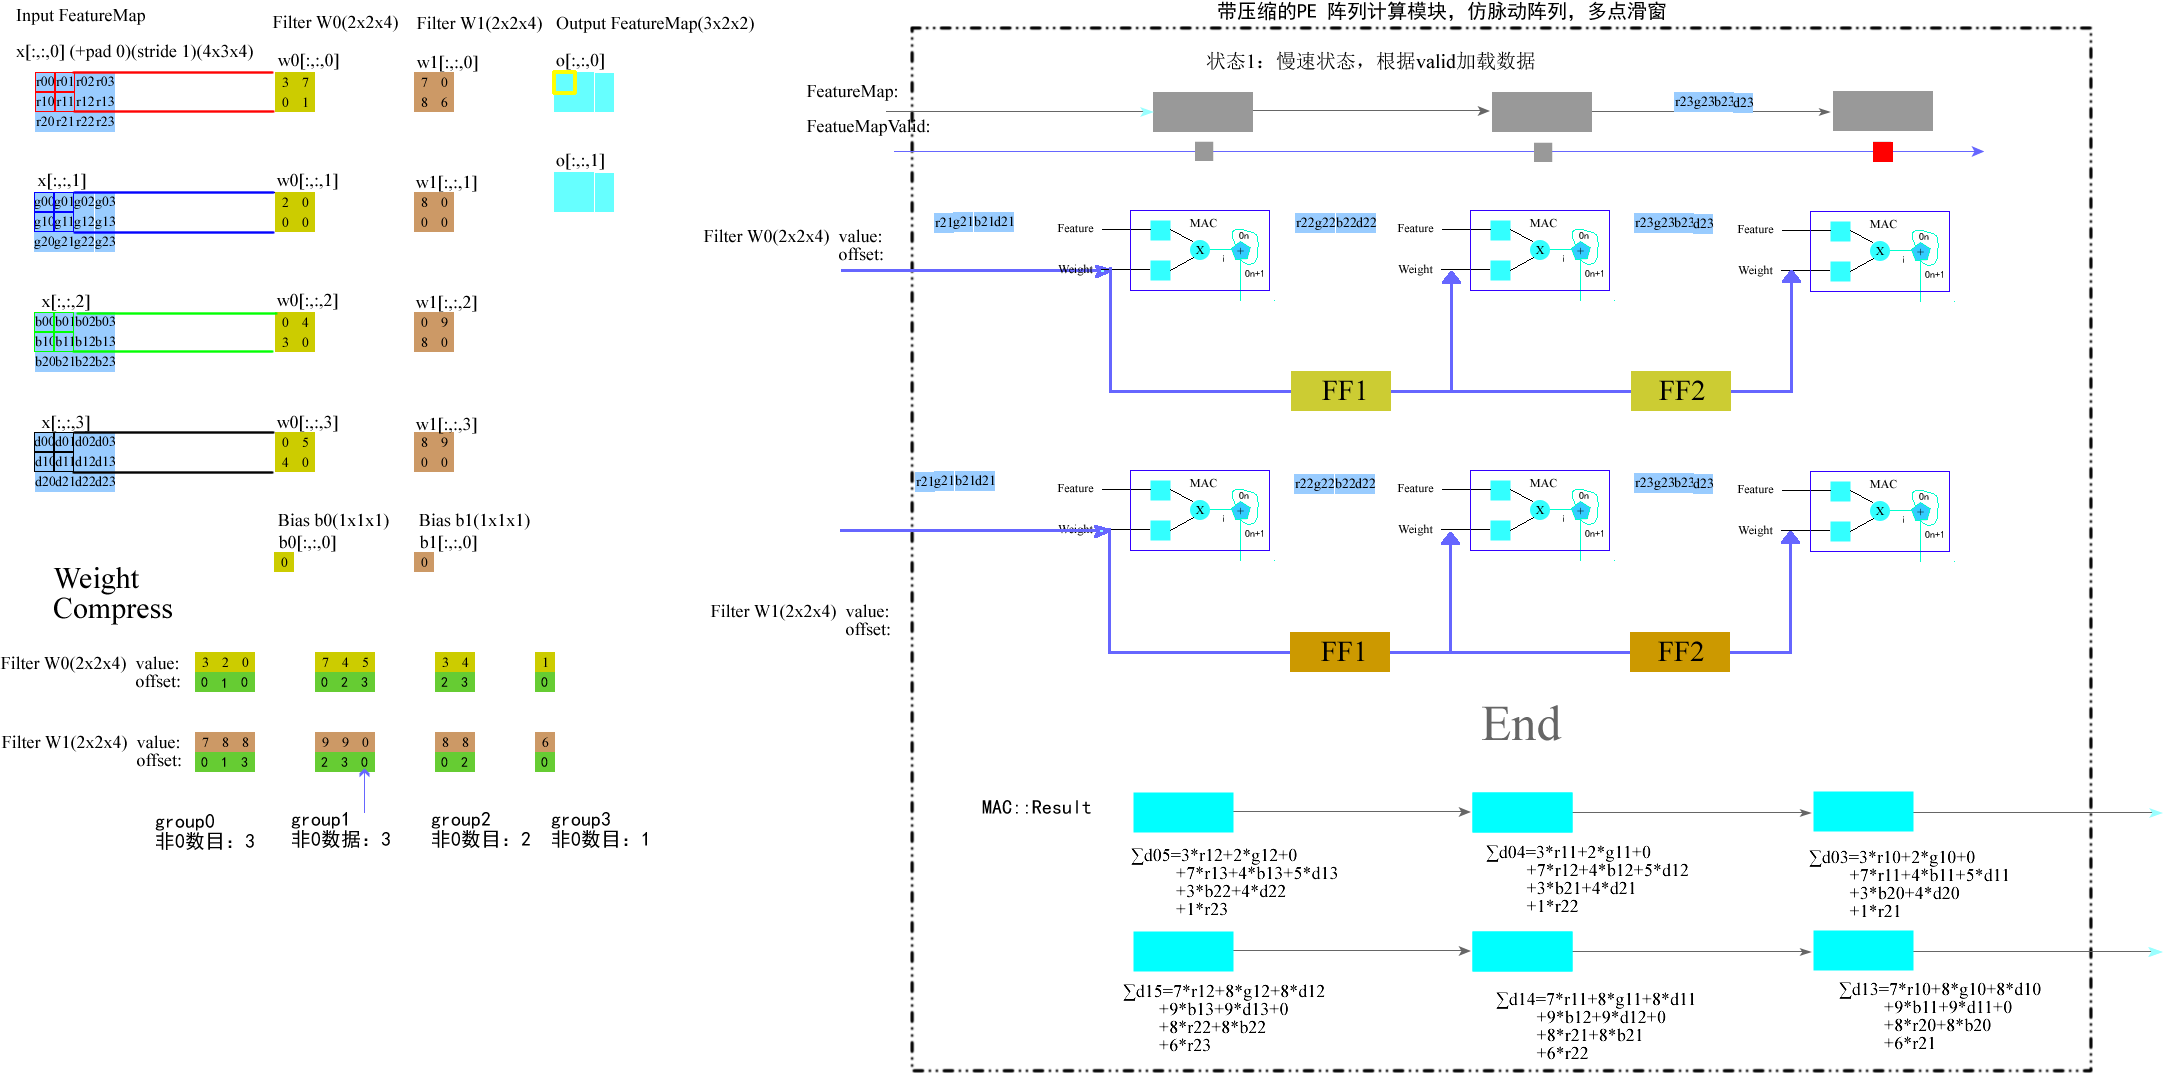 Input FeatureMap
x[:,:,0] (+pad 0)(stride 1)(4x3x4)
r00 r01 r02 r03
r10 r11 r12 r13
r20 r21 r22 r23
x[:,:,1]
g00 g01 g02 g03
g10 g11 g12 g13
g20 g21 g22 g23
x[:,:,2]
b00 b01 b02 b03
b10 b11 b12 b13
b20 b21 b22 b23
x[:,:,3]
d00 d01 d02 d03
d10 d11 d12 d13
d20 d21 d22 d23
Filter W0(2x2x4)
w0[:,:,0]
3 7
0 1
w0[:,:,1]
2 0
0 0
w0[:,:,2]
0 4
3 0
w0[:,:,3]
0 5
4 0
Bias b0(1x1x1)
b0[:,:,0]
0
Filter W1(2x2x4)
w1[:,:,0]
7 0
8 6
w1[:,:,1]
8 0
0 0
w1[:,:,2]
0 9
8 0
w1[:,:,3]
8 9
0 0
Bias b1(1x1x1)
b1[:,:,0]
0
Output FeatureMap(3x2x2)
o[:,:,0]
o[:,:,1]
Weight
Compress
Filter W0(2x2x4) value: 3 2 0 7 4 5 3 4 1
offset: 0 1 0 0 2 3 2 3 0
Filter W1(2x2x4) value: 7 8 8 9 9 0 8 8 6
offset: 0 1 3 2 3 0 0 2 0
group0
非0数目：3
group1
非0数据：3
group2
非0数目：2
group3
非0数目：1
带压缩的PE 阵列计算模块，仿脉动阵列，多点滑窗
状态1：慢速状态，根据valid加载数据
FeatureMap:
r23g23b23d23
FeatueMapValid:
Filter W0(2x2x4) value:
offset:
r21g21b21d21
Feature
Weight
MAC
X
+
i
0n
0n+1
r22g22b22d22
Feature
Weight
MAC
X
+
i
0n
0n+1
r23g23b23d23
Feature
Weight
MAC
X
+
i
0n
0n+1
FF1
FF2
r21g21b21d21
Feature
Weight
MAC
X
+
i
0n
0n+1
r22g22b22d22
Feature
Weight
MAC
X
+
i
0n
0n+1
r23g23b23d23
Feature
Weight
MAC
X
+
i
0n
0n+1
Filter W1(2x2x4) value:
offset:
FF1
FF2
End
MAC::Result
∑d05=3*r12+2*g12+0
+7*r13+4*b13+5*d13
+3*b22+4*d22
+1*r23
∑d04=3*r11+2*g11+0
+7*r12+4*b12+5*d12
+3*b21+4*d21
+1*r22
∑d03=3*r10+2*g10+0
+7*r11+4*b11+5*d11
+3*b20+4*d20
+1*r21
∑d15=7*r12+8*g12+8*d12
+9*b13+9*d13+0
+8*r22+8*b22
+6*r23
∑d14=7*r11+8*g11+8*d11
+9*b12+9*d12+0
+8*r21+8*b21
+6*r22
∑d13=7*r10+8*g10+8*d10
+9*b11+9*d11+0
+8*r20+8*b20
+6*r21